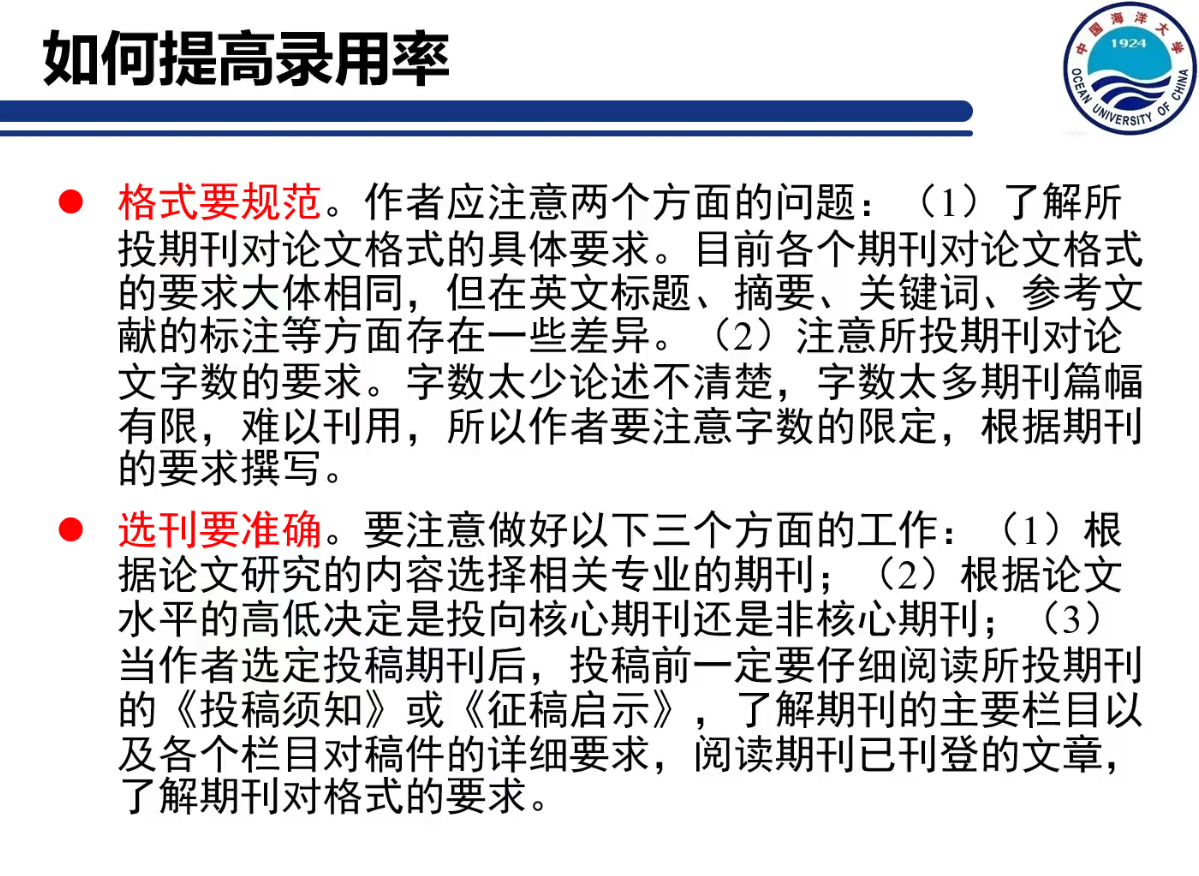 如何提高录用率
中国海洋大学
1924
OCEAN UNIVERSITY OF CHINA
格式要规范。作者应注意两个方面的问题：（1）了解所
投期刊对论文格式的具体要求。目前各个期刊对论文格式
的要求大体相同，但在英文标题、摘要、关键词、参考文
献的标注等方面存在一些差异。（2）注意所投期刊对论
文字数的要求。字数太少论述不清楚，字数太多期刊篇幅
有限，难以刊用，所以作者要注意字数的限定，根据期刊
的要求撰写。
选刊要准确。要注意做好以下三个方面的工作：（1）根
据论文研究的内容选择相关专业的期刊；（2）根据论文
水平的高低决定是投向核心期刊还是非核心期刊；（3）
当作者选定投稿期刊后，投稿前一定要仔细阅读所投期刊
的《投稿须知》或《征稿启示》，了解期刊的主要栏目以
及各个栏目对稿件的详细要求，阅读期刊已刊登的文章，
了解期刊对格式的要求。